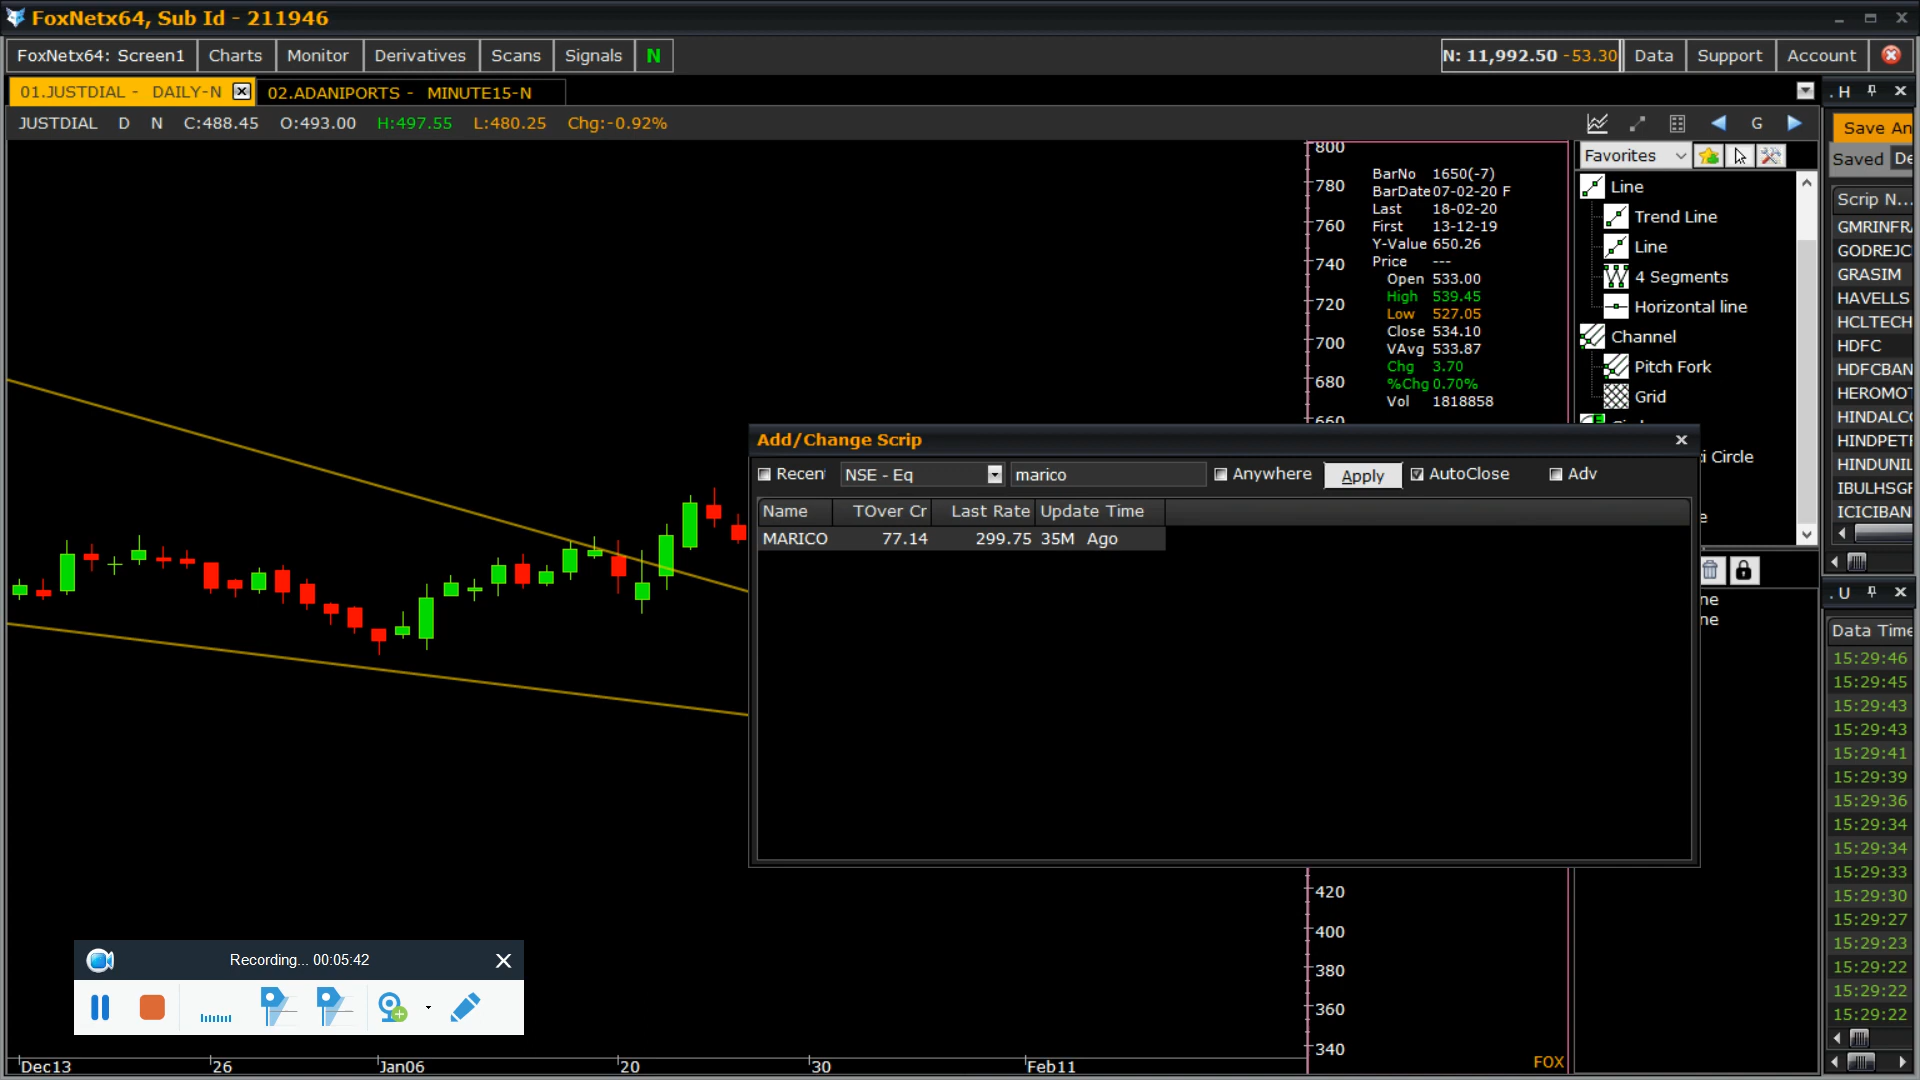 FoxNetx64, Sub Id - 211946
FoxNetx64: Screen1 Charts Monitor Derivatives Scans Signals N
N: 11,992.50 -53.30 Data Support Account
01.JUSTDIAL - DAILY-N
02.ADANIPORTS - MINUTE15-N
. H
JUSTDIAL D N C:488.45 O:493.00 H:497.55 L:480.25 Chg:-0.92%
G
Save An
Favorites
Saved De
Line
Trend Line
Line
4 Segments
Horizontal line
Channel
Pitch Fork
Grid
i Circle
e
ne
ne
Scrip N...
GMRINFR
GODREJC
GRASIM
HAVELLS
HCLTECH
HDFC
HDFCBAN
HEROMOT
HINDALC
HINDPET
HINDUNIL
IBULHSGF
ICICIBAN
. U
Data Time
15:29:46
15:29:45
15:29:43
15:29:43
15:29:41
15:29:39
15:29:36
15:29:34
15:29:34
15:29:33
15:29:30
15:29:27
15:29:23
15:29:22
15:29:22
15:29:22
800
780
760
740
720
700
680
660
420
400
380
360
340
BarNo 1650(-7)
BarDate 07-02-20 F
Last 18-02-20
First 13-12-19
Y-Value 650.26
Price ---
Open 533.00
High 539.45
Low 527.05
Close 534.10
VAvg 533.87
Chg 3.70
%Chg 0.70%
Vol 1818858
Add/Change Scrip
Recent NSE - Eq marico Anywhere Apply AutoClose Adv
Name TOver Cr Last Rate Update Time
MARICO 77.14 299.75 35M Ago
Recording... 00:05:42
Dec13 26 Jan06 20 30 Feb11
FOX